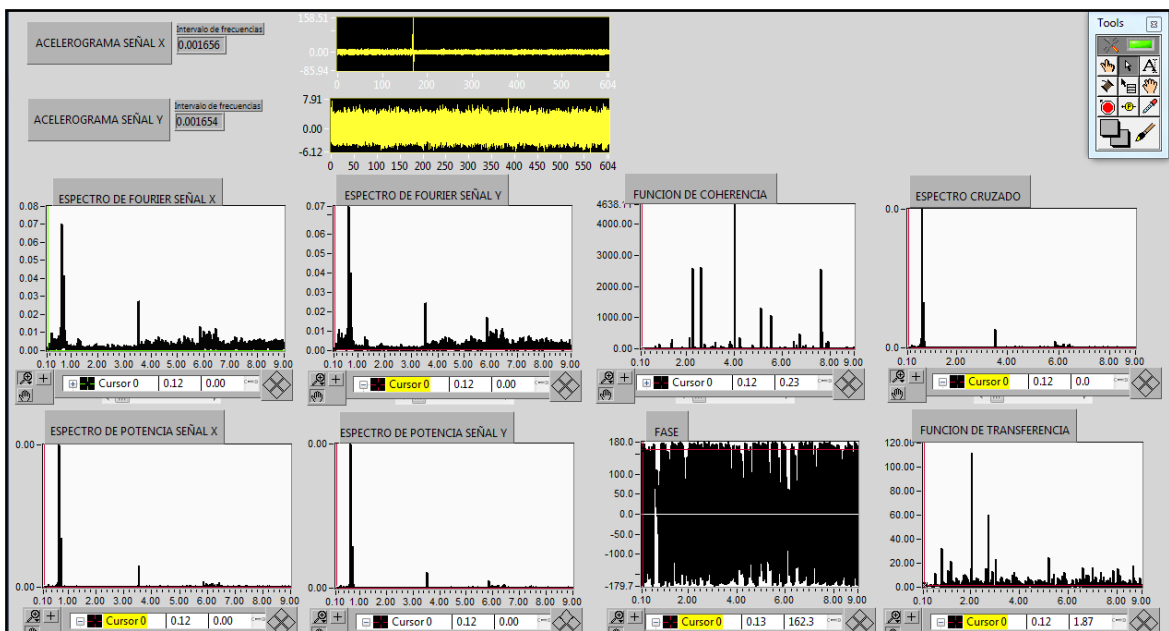 ACELEROGRAMA SEÑAL X
Intervalo de frecuencias
0.001656
158.51
0.00
-85.94
0 100 200 300 400 500 604
Tools
ACELEROGRAMA SEÑAL Y
Intervalo de frecuencias
0.001654
7.91
0.00
-6.12
0 50 100 150 200 250 300 350 400 450 500 550 604
ESPECTRO DE FOURIER SEÑAL X
0.08
0.07
0.06
0.05
0.04
0.03
0.02
0.01
0.00
0.10 1.00 2.00 3.00 4.00 5.00 6.00 7.00 8.00 9.00
Cursor 0 0.12 0.00
ESPECTRO DE FOURIER SEÑAL Y
0.07
0.06
0.05
0.04
0.03
0.02
0.01
0.00
0.10 1.00 2.00 3.00 4.00 5.00 6.00 7.00 8.00 9.00
Cursor 0 0.12 0.00
FUNCION DE COHERENCIA
4000.00
3000.00
2000.00
1000.00
0.00
0.10 2.00 4.00 6.00 9.00
Cursor 0 0.12 0.23
ESPECTRO CRUZADO
0.0
0.0
0.10 2.00 4.00 6.00 9.00
Cursor 0 0.12 0.0
ESPECTRO DE POTENCIA SEÑAL X
0.00
0.00
0.10 1.00 2.00 3.00 4.00 5.00 6.00 7.00 9.00
Cursor 0 0.12 0.00
ESPECTRO DE POTENCIA SEÑAL Y
0.00
0.00
0.10 1.00 2.00 3.00 4.00 5.00 6.00 7.00 9.00
Cursor 0 0.12 0.00
FASE
180.0
100.0
50.0
0.0
-50.0
-100.0
-179.7
0.10 2.00 4.00 6.00 9.00
Cursor 0 0.13 162.3
FUNCION DE TRANSFERENCIA
120.00
100.00
80.00
60.00
40.00
20.00
0.00
0.10 2.00 4.00 6.00 9.00
Cursor 0 0.12 1.87